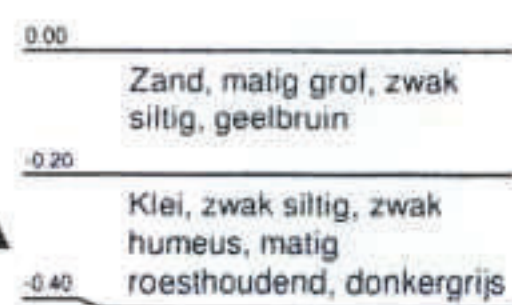 0.00
Zand, matig grof, zwak
siltig, geelbruin
-0.20
Klei, zwak siltig, zwak
humeus, matig
roesthoudend, donkergrijs
-0.40